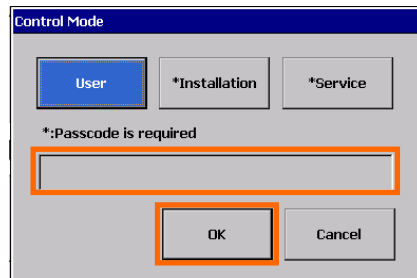 Control Mode
User
*Installation
*Service
*:Passcode is required
OK
Cancel